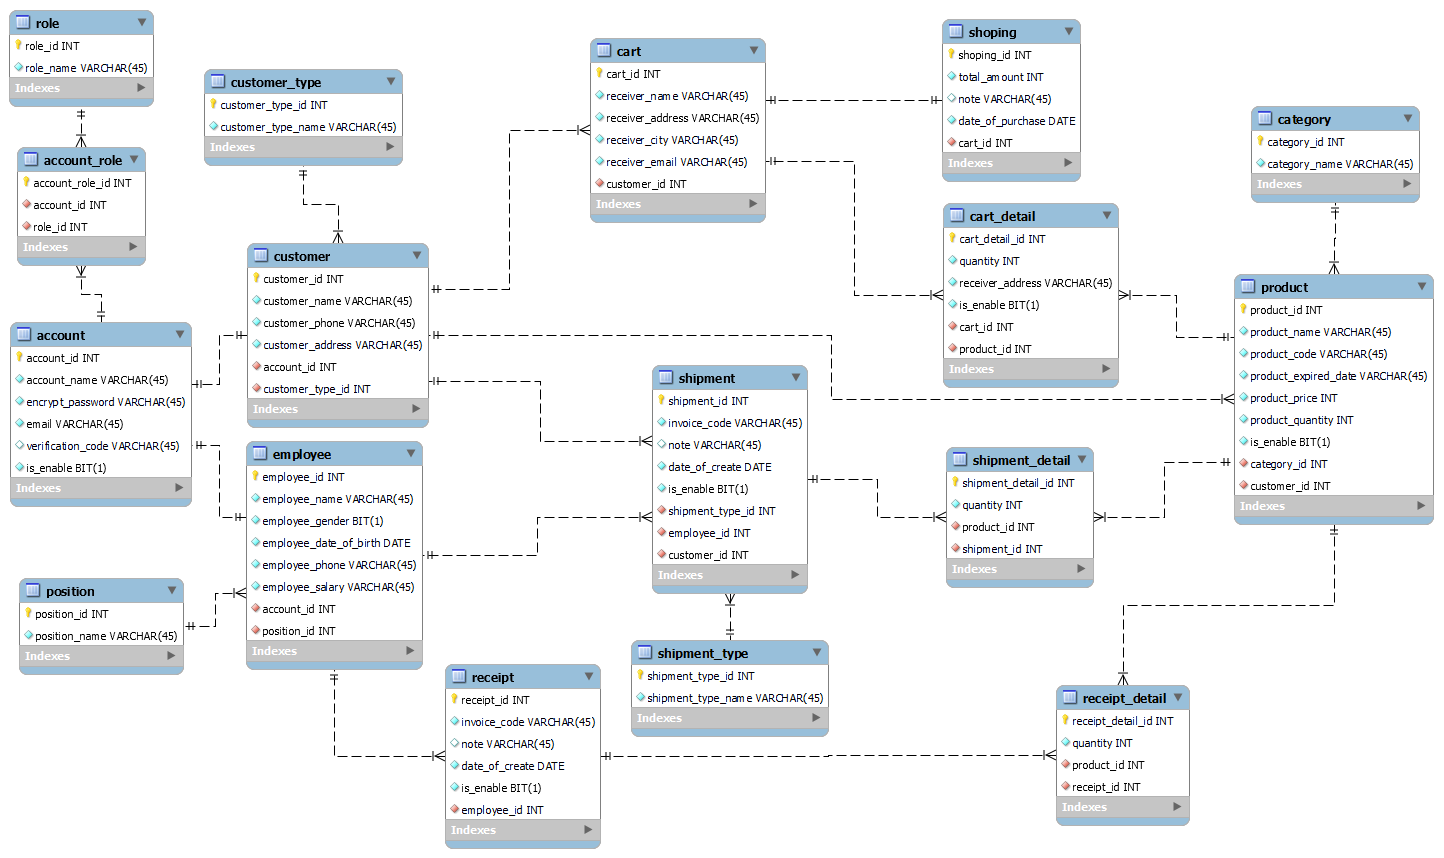 role
role_id INT
role_name VARCHAR(45)
Indexes
account_role
account_role_id INT
account_id INT
role_id INT
Indexes
account
account_id INT
account_name VARCHAR(45)
encrypt_password VARCHAR(45)
email VARCHAR(45)
verification_code VARCHAR(45)
is_enable BIT(1)
Indexes
position
position_id INT
position_name VARCHAR(45)
Indexes
customer_type
customer_type_id INT
customer_type_name VARCHAR(45)
Indexes
customer
customer_id INT
customer_name VARCHAR(45)
customer_phone VARCHAR(45)
customer_address VARCHAR(45)
account_id INT
customer_type_id INT
Indexes
employee
employee_id INT
employee_name VARCHAR(45)
employee_gender BIT(1)
employee_date_of_birth DATE
employee_phone VARCHAR(45)
employee_salary VARCHAR(45)
account_id INT
position_id INT
Indexes
receipt
receipt_id INT
invoice_code VARCHAR(45)
note VARCHAR(45)
date_of_create DATE
is_enable BIT(1)
employee_id INT
Indexes
cart
cart_id INT
receiver_name VARCHAR(45)
receiver_address VARCHAR(45)
receiver_city VARCHAR(45)
receiver_email VARCHAR(45)
customer_id INT
Indexes
shipment
shipment_id INT
invoice_code VARCHAR(45)
note VARCHAR(45)
date_of_create DATE
is_enable BIT(1)
shipment_type_id INT
employee_id INT
customer_id INT
Indexes
shipment_type
shipment_type_id INT
shipment_type_name VARCHAR(45)
Indexes
shoping
shoping_id INT
total_amount INT
note VARCHAR(45)
date_of_purchase DATE
cart_id INT
Indexes
cart_detail
cart_detail_id INT
quantity INT
receiver_address VARCHAR(45)
is_enable BIT(1)
cart_id INT
product_id INT
Indexes
shipment_detail
shipment_detail_id INT
quantity INT
product_id INT
shipment_id INT
Indexes
category
category_id INT
category_name VARCHAR(45)
Indexes
product
product_id INT
product_name VARCHAR(45)
product_code VARCHAR(45)
product_expired_date VARCHAR(45)
product_price INT
product_quantity INT
is_enable BIT(1)
category_id INT
customer_id INT
Indexes
receipt_detail
receipt_detail_id INT
quantity INT
product_id INT
receipt_id INT
Indexes